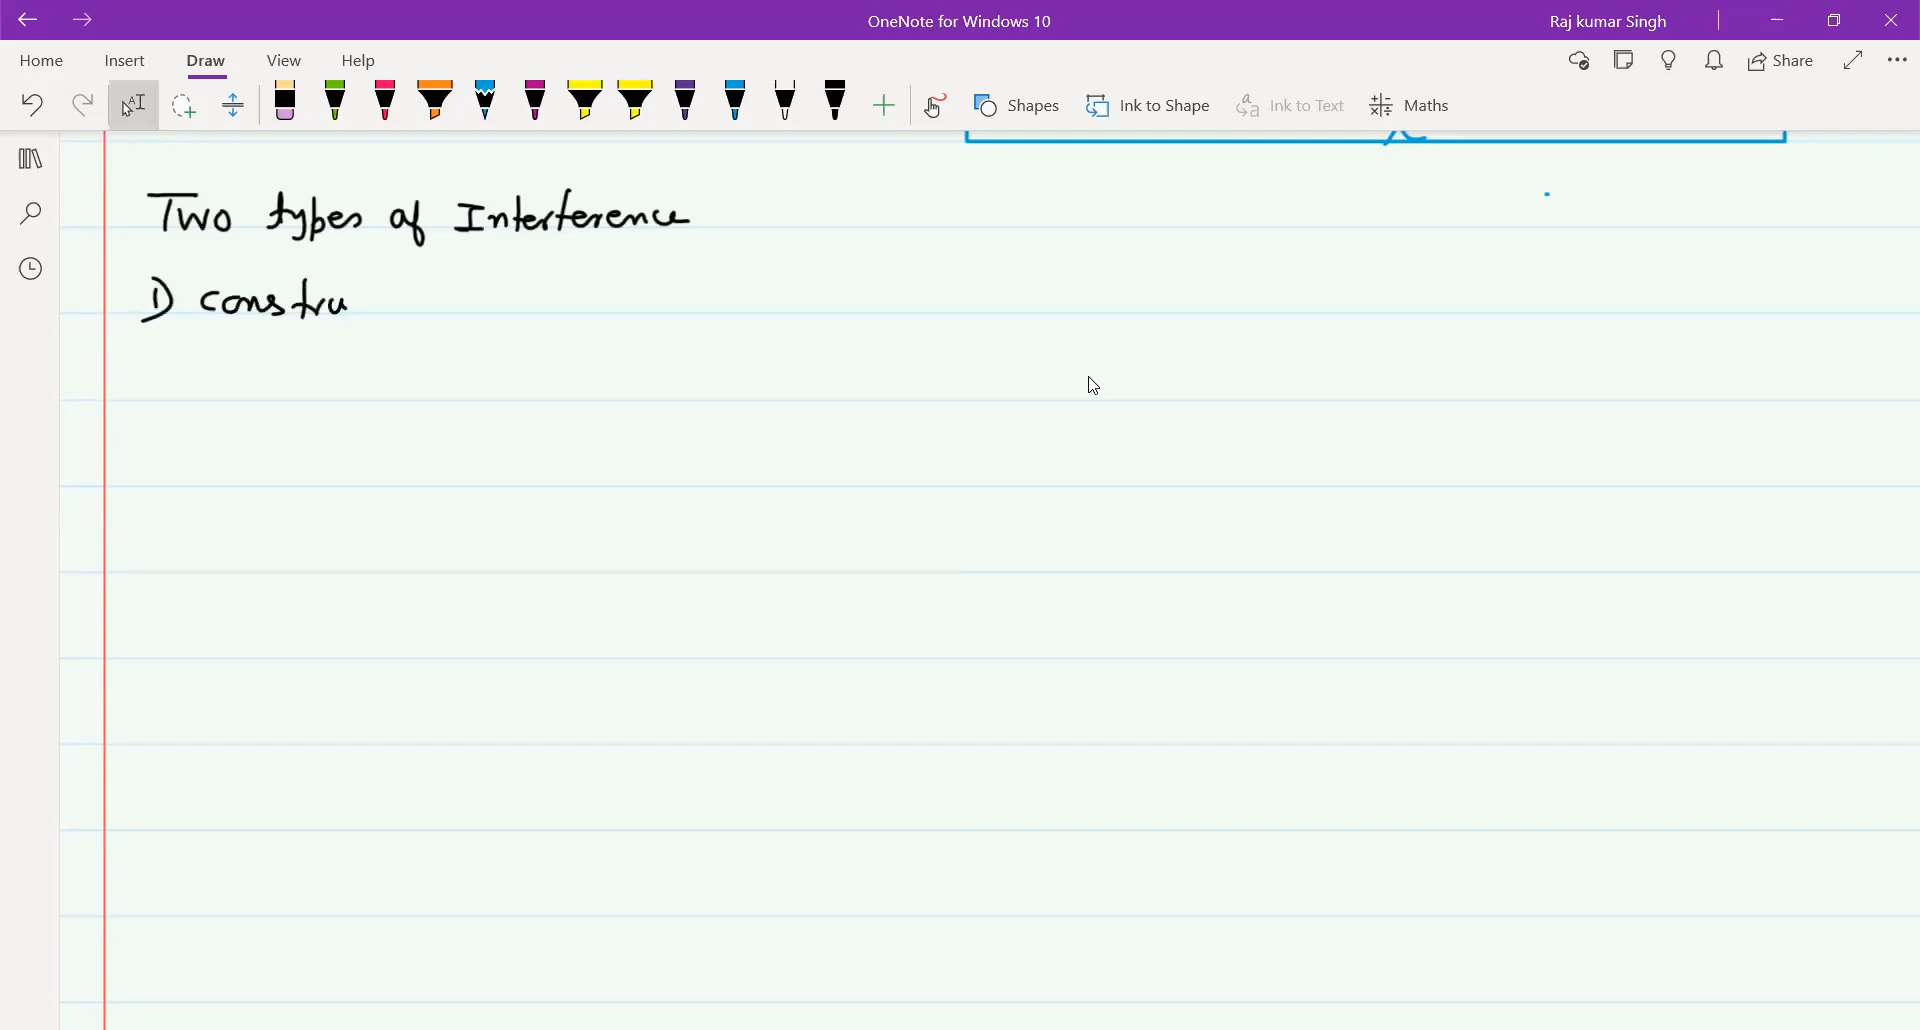 OneNote for Windows 10
Raj kumar Singh
Home Insert Draw View Help
Share
Shapes Ink to Shape Ink to Text Maths
Two types of Interference
1) constru